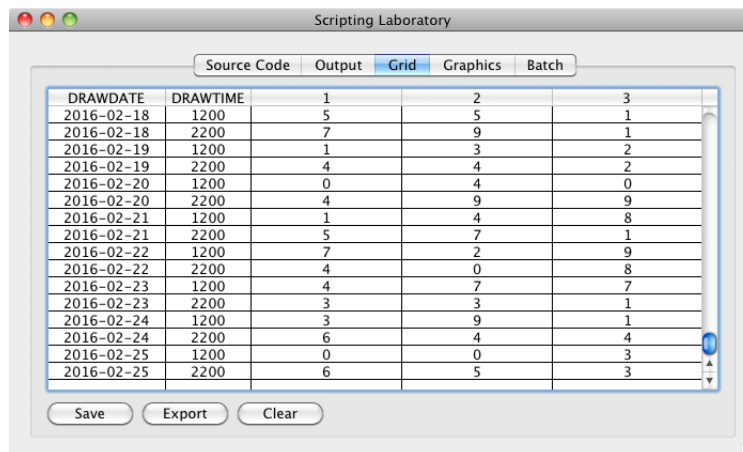 Scripting Laboratory
Source Code Output Grid Graphics Batch
DRAWDATE DRAWTIME 1 2 3
2016-02-18 1200 5 5 1
2016-02-18 2200 7 9 1
2016-02-19 1200 1 3 2
2016-02-19 2200 4 4 2
2016-02-20 1200 0 4 0
2016-02-20 2200 4 9 9
2016-02-21 1200 1 4 8
2016-02-21 2200 5 7 1
2016-02-22 1200 7 2 9
2016-02-22 2200 4 0 8
2016-02-23 1200 4 7 7
2016-02-23 2200 3 3 1
2016-02-24 1200 3 9 1
2016-02-24 2200 6 4 4
2016-02-25 1200 0 0 3
2016-02-25 2200 6 5 3
Save Export Clear